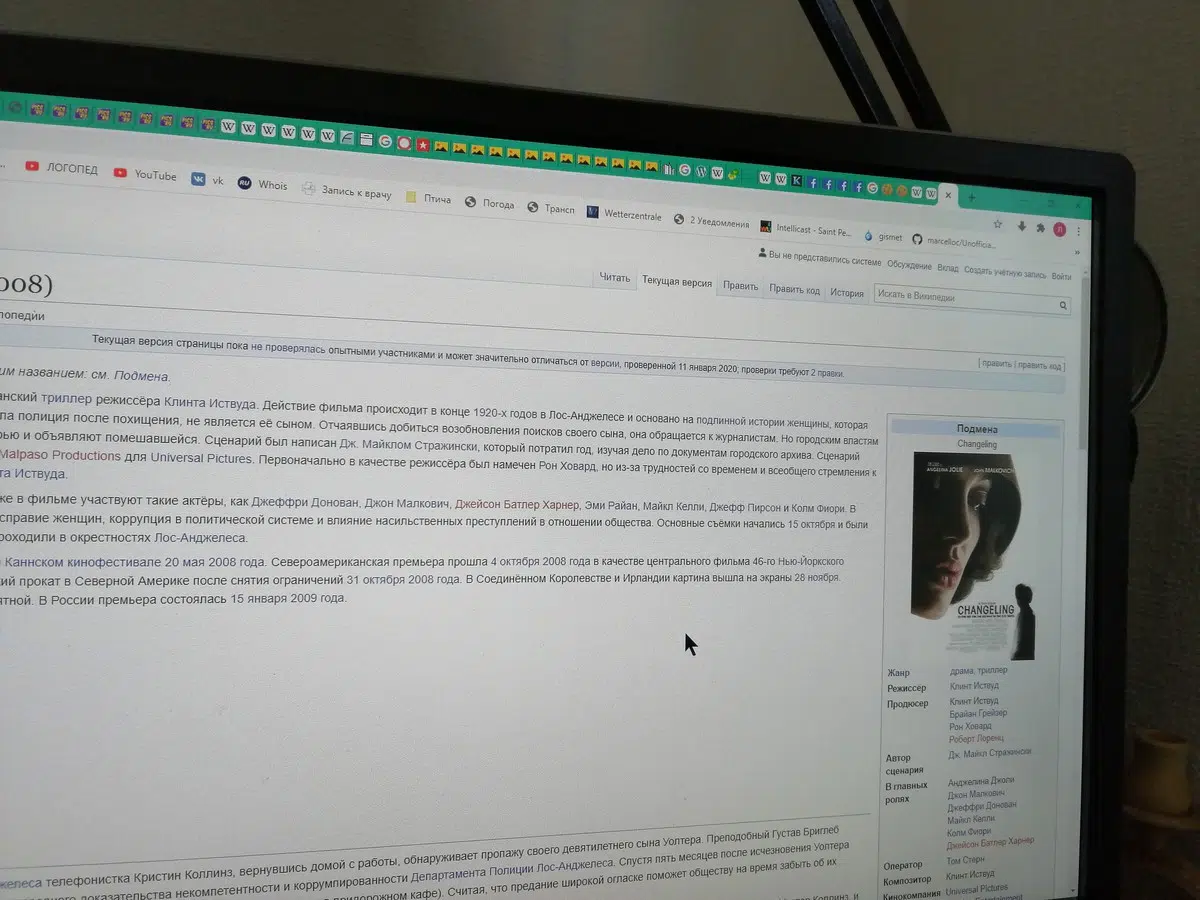 ЛОГОПЕД YouTube vk Whois Запись к врачу Птича Погода Трансп Wetterzentrale 2 Уведомления Intellicast - Saint Pe... gismet marcelloc/Unofficia...
Вы не представились системе Обсуждение Вклад Создать учётную запись Войти
008)
Читать Текущая версия Править Править код История Искать в Википедии
лопедии
[ править | править код ]
Текущая версия страницы пока не проверялась опытными участниками и может значительно отличаться от версии, проверенной 11 января 2020; проверки требуют 2 правки.
им названием: см. Подмена.
анский триллер режиссёра Клинта Иствуда. Действие фильма происходит в конце 1920-х годов в Лос-Анджелесе и основано на подлинной истории женщины, которая
ла полиция после похищения, не является её сыном. Отчаявшись добиться возобновления поисков своего сына, она обращается к журналистам. Но городским властям
рью и объявляют помешавшейся. Сценарий был написан Дж. Майклом Стражински, который потратил год, изучая дело по документам городского архива. Сценарий
Malpaso Productions для Universal Pictures. Первоначально в качестве режиссёра был намечен Рон Ховард, но из-за трудностей со временем и всеобщего стремления к
та Иствуда.
же в фильме участвуют такие актёры, как Джеффри Донован, Джон Малкович, Джейсон Батлер Харнер, Эми Райан, Майкл Келли, Джефф Пирсон и Колм Фиори. В
справие женщин, коррупция в политической системе и влияние насильственных преступлений в отношении общества. Основные съёмки начались 15 октября и были
роходили в окрестностях Лос-Анджелеса.
Каннском кинофестивале 20 мая 2008 года. Североамериканская премьера прошла 4 октября 2008 года в качестве центрального фильма 46-го Нью-Йоркского
кий прокат в Северной Америке после снятия ограничений 31 октября 2008 года. В Соединённом Королевстве и Ирландии картина вышла на экраны 28 ноября.
ятной. В России премьера состоялась 15 января 2009 года.
Подмена
Changeling
ANGELINA JOLIE JOHN MALKOVICH
CHANGELING
Жанр драма, триллер
Режиссёр Клинт Иствуд
Продюсер Клинт Иствуд
Брайан Грейзер
Рон Ховард
Роберт Лоренц
Автор сценария Дж. Майкл Стражински
В главных ролях Анджелина Джоли
Джон Малкович
Джеффри Донован
Майкл Келли
Колм Фиори
Джейсон Батлер Харнер
Оператор Том Стерн
Композитор Клинт Иствуд
Кинокомпания Universal Pictures
желеса телефонистка Кристин Коллинз, вернувшись домой с работы, обнаруживает пропажу своего девятилетнего сына Уолтера. Преподобный Густав Бриглеб
доказательства некомпетентности и коррумпированности Департамента Полиции Лос-Анджелеса. Спустя пять месяцев после исчезновения Уолтера
придорожном кафе). Считая, что предание широкой огласке поможет обществу на время забыть об их